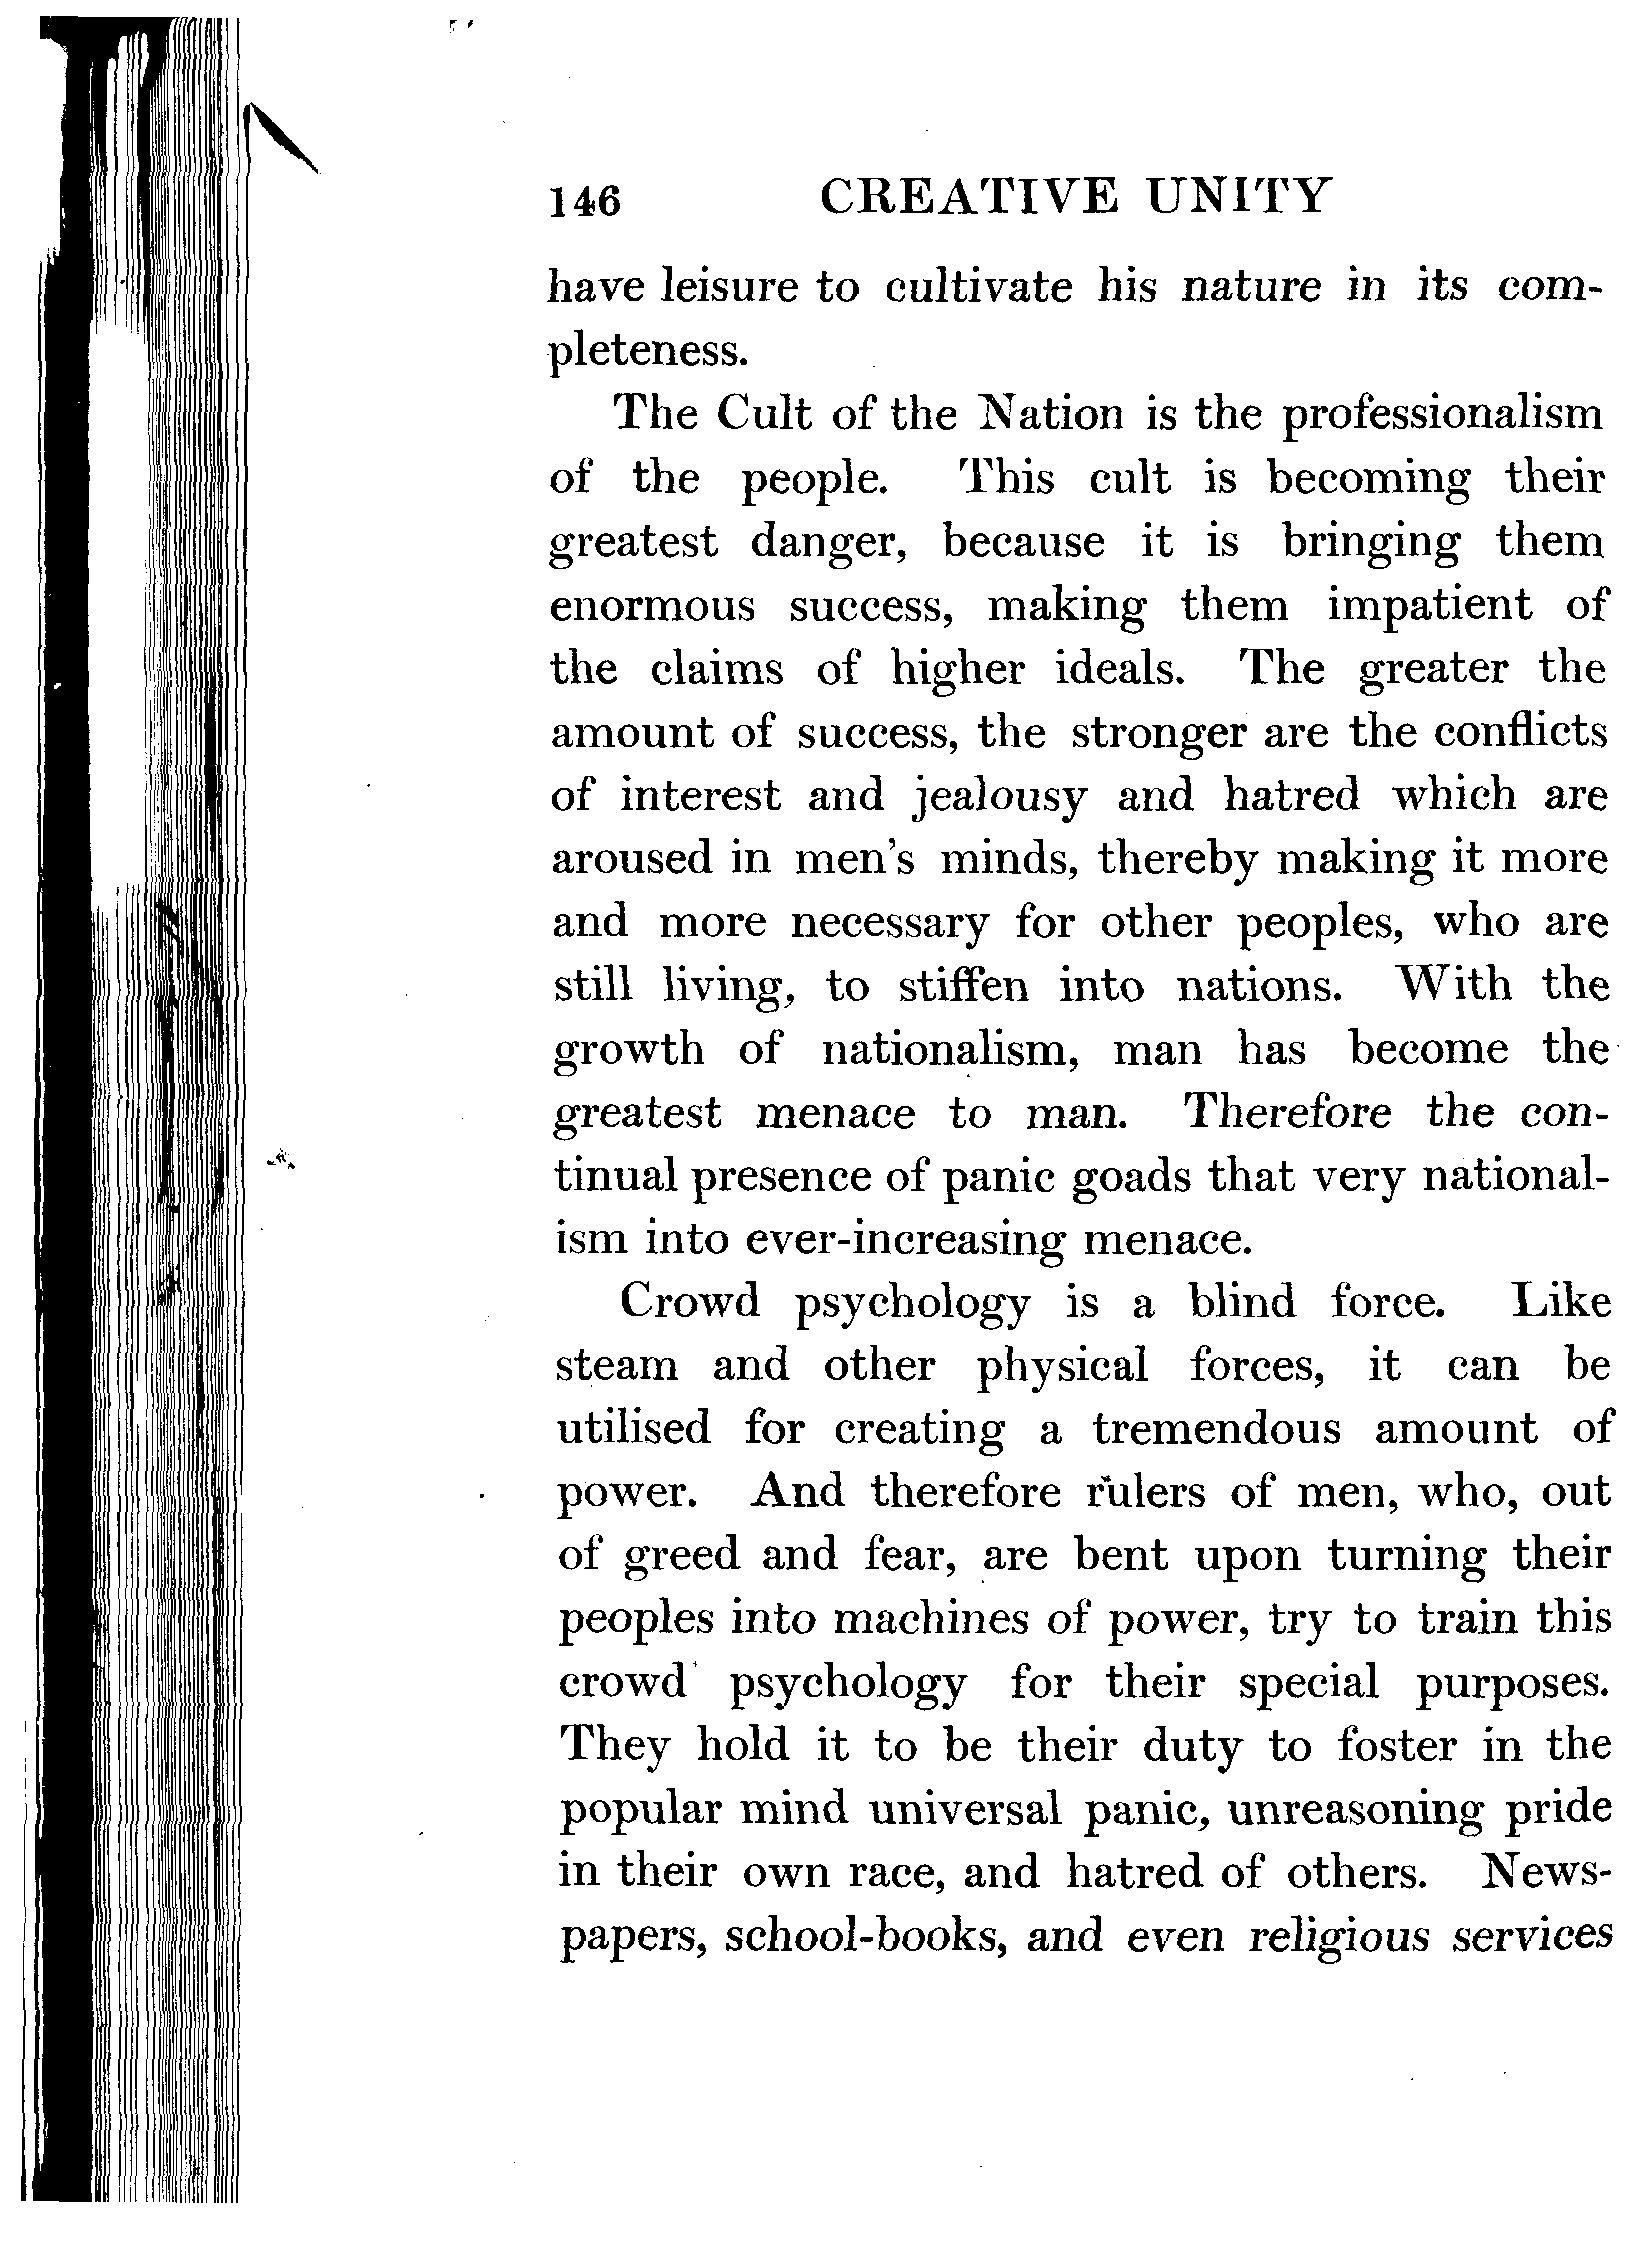 146 CREATIVE UNITY
have leisure to cultivate his nature in its com-
pleteness.
The Cult of the Nation is the professionalism
of the people. This cult is becoming their
greatest danger, because it is bringing them
enormous success, making them impatient of
the claims of higher ideals. The greater the
amount of success, the stronger are the conflicts
of interest and jealousy and hatred which are
aroused in men's minds, thereby making it more
and more necessary for other peoples, who are
still living, to stiffen into nations. With the
growth of nationalism, man has become the
greatest menace to man. Therefore the con-
tinual presence of panic goads that very national-
ism into ever-increasing menace.
Crowd psychology is a blind force. Like
steam and other physical forces, it can be
utilised for creating a tremendous amount of
power. And therefore rulers of men, who, out
of greed and fear, are bent upon turning their
peoples into machines of power, try to train this
crowd psychology for their special purposes.
They hold it to be their duty to foster in the
popular mind universal panic, unreasoning pride
in their own race, and hatred of others. News-
papers, school-books, and even religious services